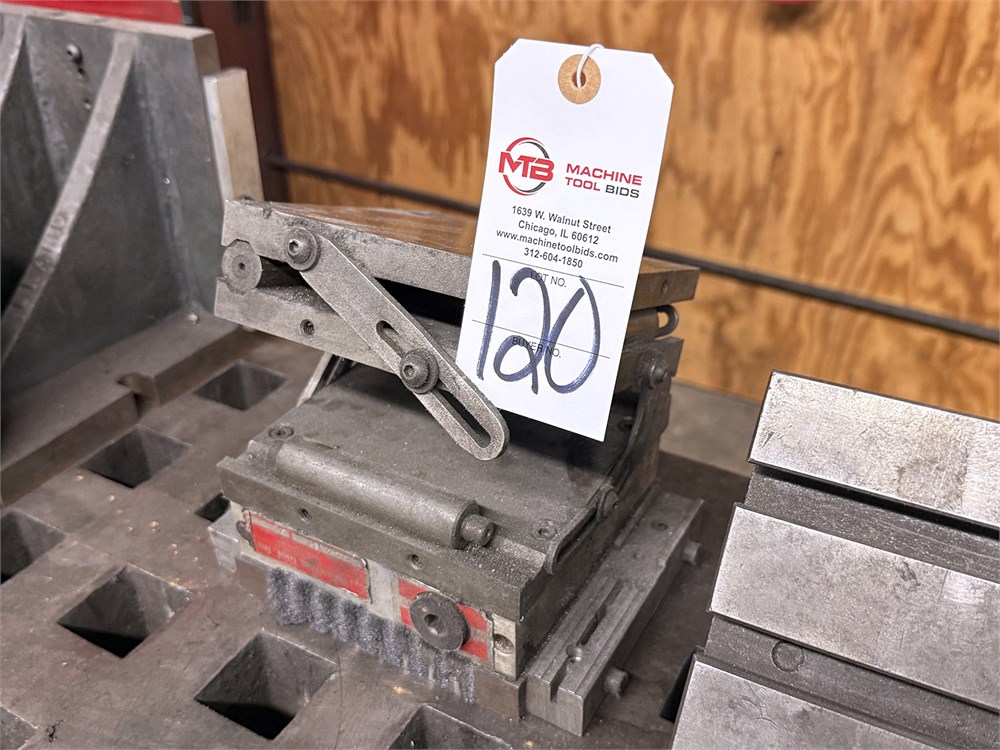 MTB
MACHINE
TOOL BIDS
1639 W. Walnut Street
Chicago, IL 60612
www.machinetoolbids.com
312-604-1850
LOT NO.
120
BUYER NO.